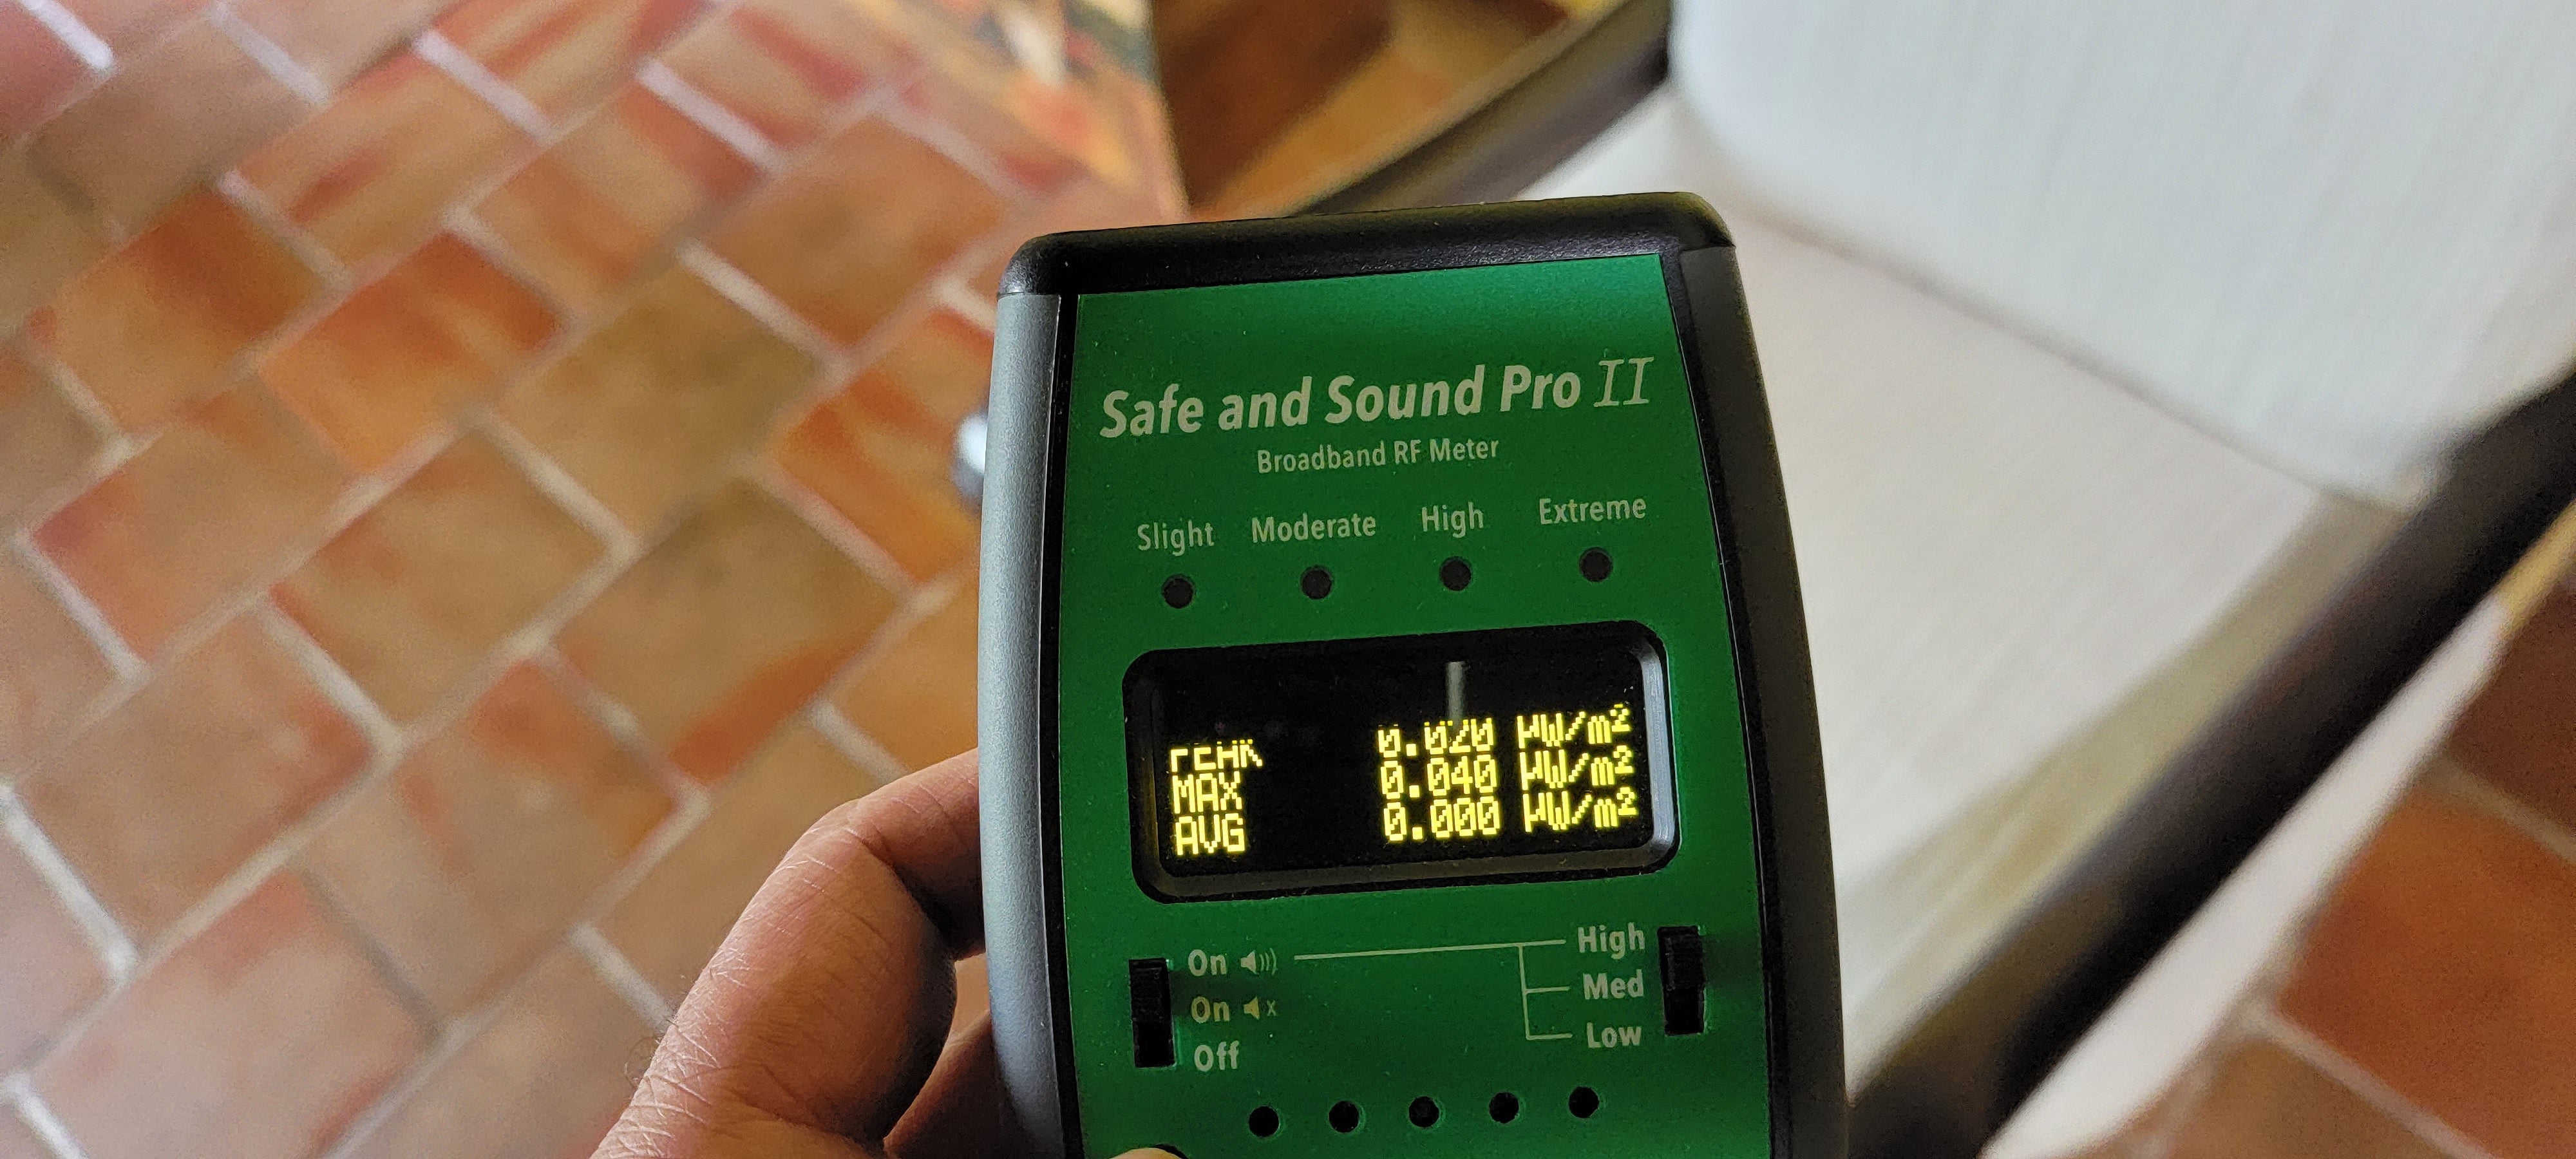 Safe and Sound Pro II
Broadband RF Meter
Slight Moderate High Extreme
PEAK 0.020 µW/m²
MAX 0.040 µW/m²
AVG 0.000 µW/m²
On High
On Med
Off Low